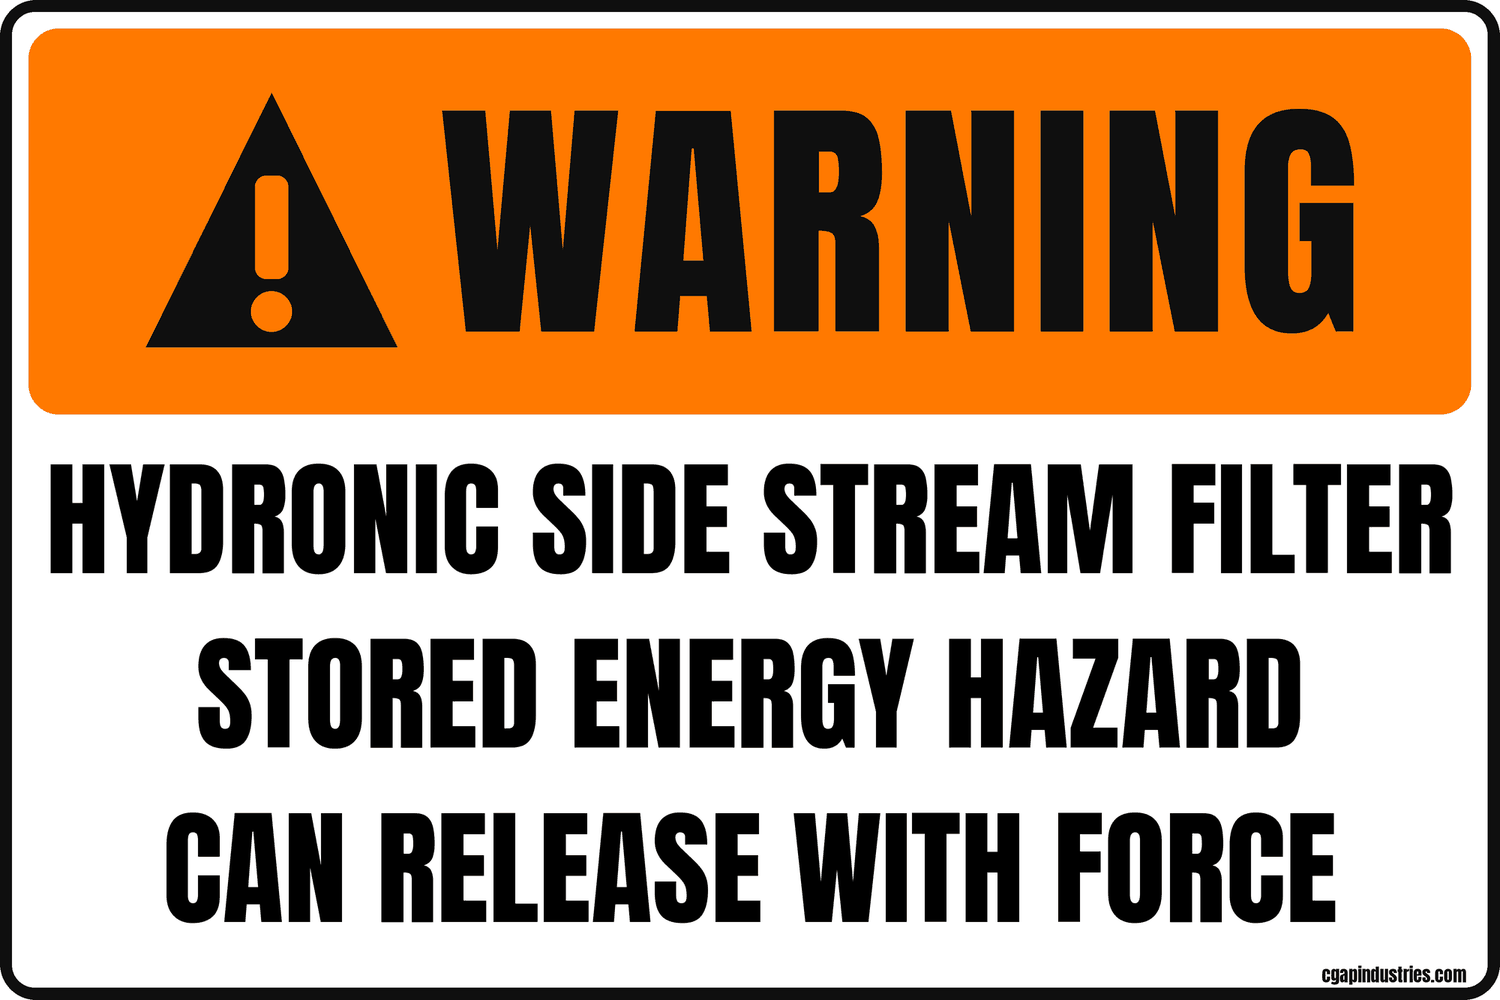 WARNING
HYDRONIC SIDE STREAM FILTER
STORED ENERGY HAZARD
CAN RELEASE WITH FORCE
cgapindustries.com